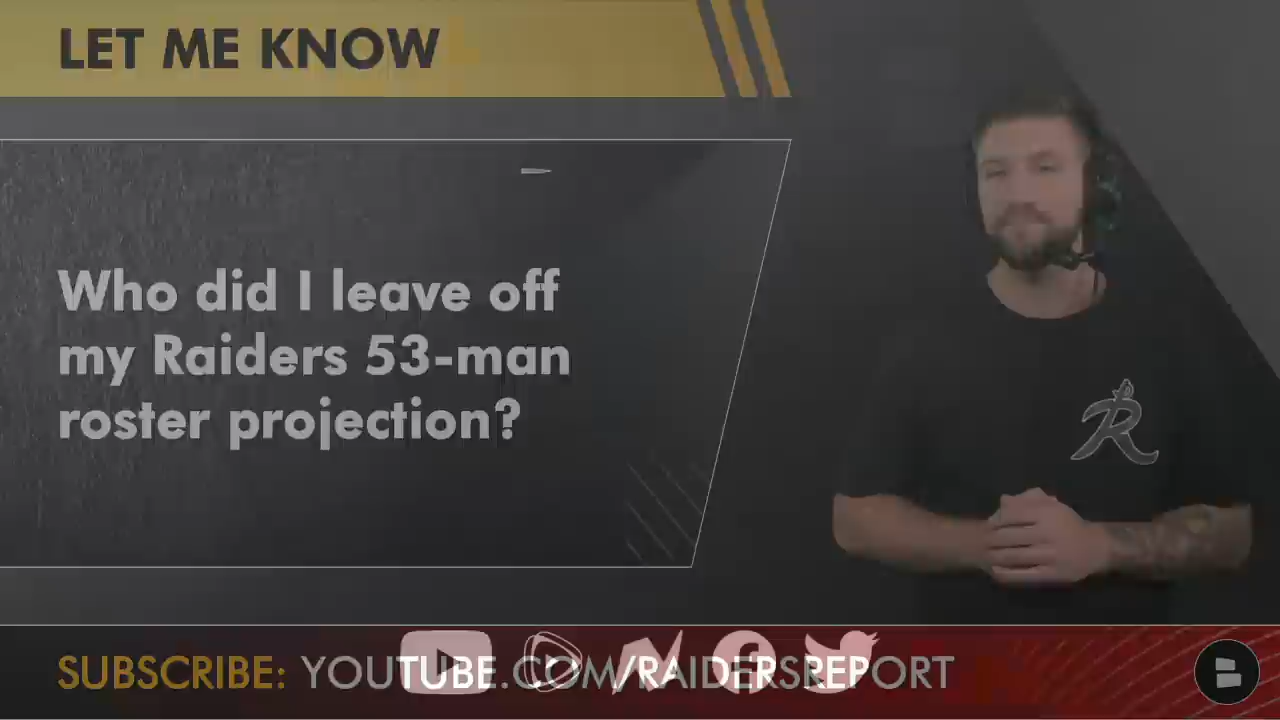 LET ME KNOW
Who did I leave off
my Raiders 53-man
roster projection?
R
SUBSCRIBE: YOUTUBE.COM/RAIDERSREPORT